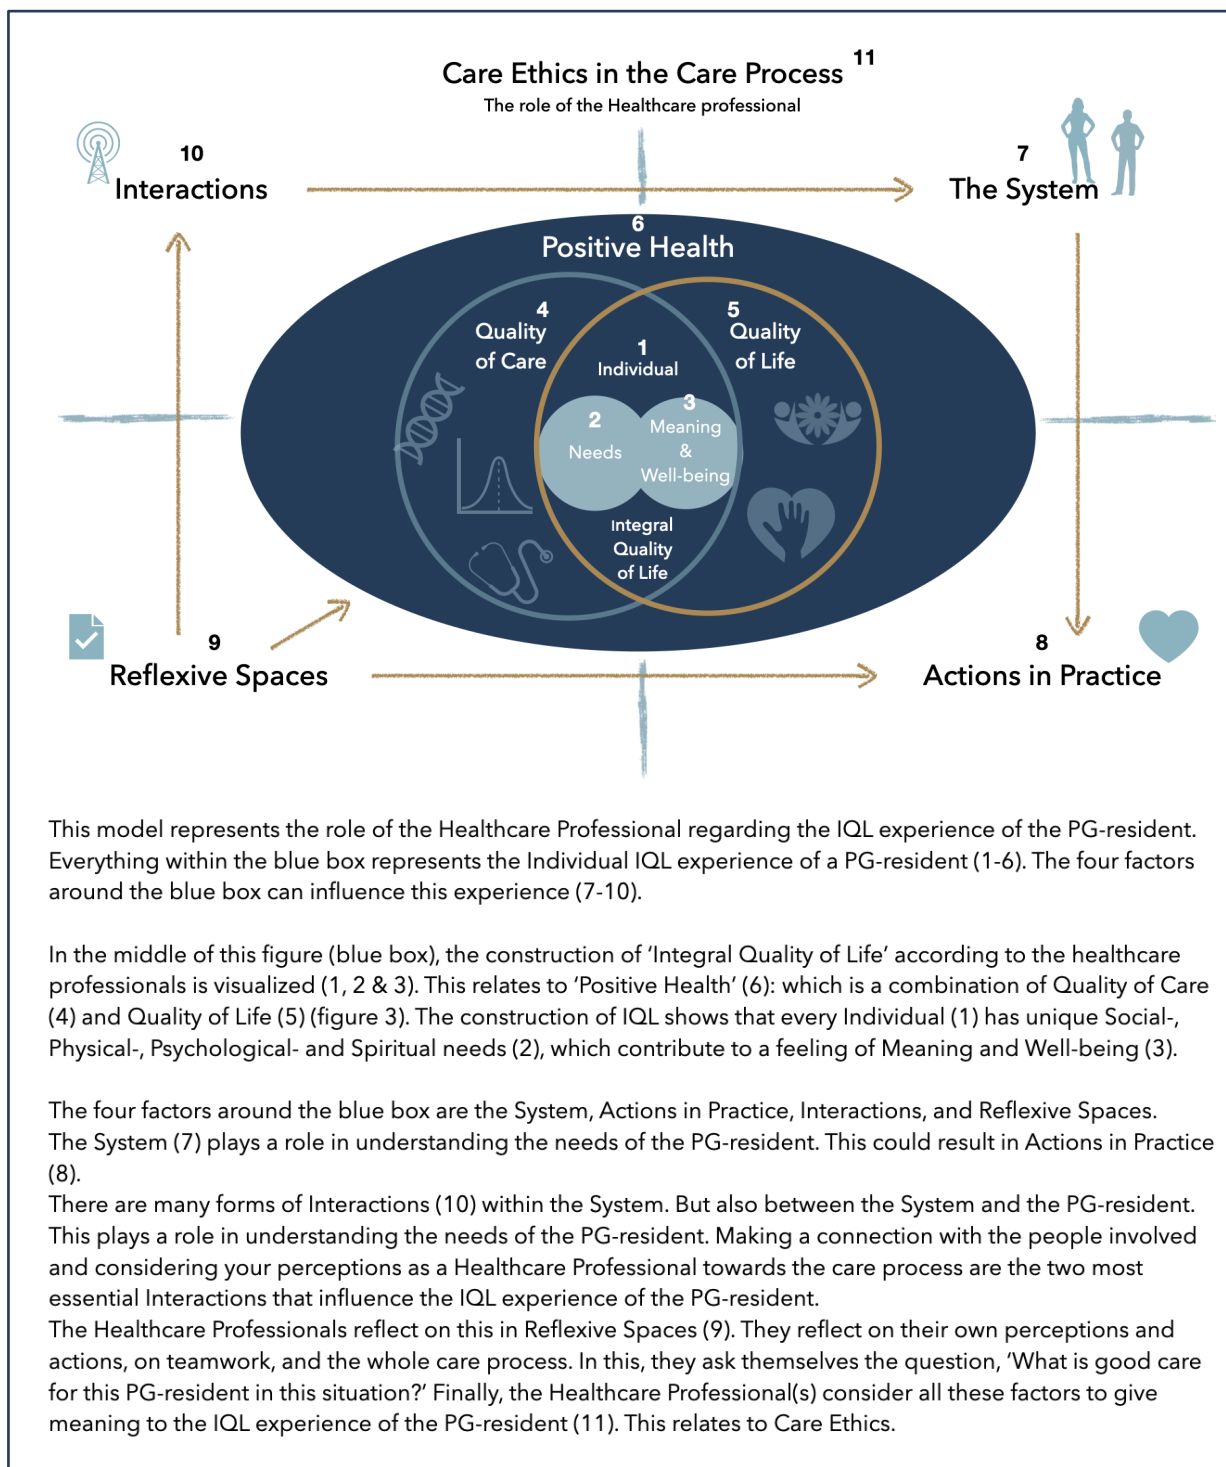 Care Ethics in the Care Process 11
The role of the Healthcare professional
10
Interactions
7
The System
6
Positive Health
4
Quality
of Care
5
Quality
of Life
1
Individual
2
Needs
3
Meaning
&
Well-being
Integral
Quality
of Life
9
Reflexive Spaces
8
Actions in Practice
This model represents the role of the Healthcare Professional regarding the IQL experience of the PG-resident.
Everything within the blue box represents the Individual IQL experience of a PG-resident (1-6). The four factors
around the blue box can influence this experience (7-10).
In the middle of this figure (blue box), the construction of ‘Integral Quality of Life’ according to the healthcare
professionals is visualized (1, 2 & 3). This relates to ‘Positive Health’ (6): which is a combination of Quality of Care
(4) and Quality of Life (5) (figure 3). The construction of IQL shows that every Individual (1) has unique Social-,
Physical-, Psychological- and Spiritual needs (2), which contribute to a feeling of Meaning and Well-being (3).
The four factors around the blue box are the System, Actions in Practice, Interactions, and Reflexive Spaces.
The System (7) plays a role in understanding the needs of the PG-resident. This could result in Actions in Practice
(8).
There are many forms of Interactions (10) within the System. But also between the System and the PG-resident.
This plays a role in understanding the needs of the PG-resident. Making a connection with the people involved
and considering your perceptions as a Healthcare Professional towards the care process are the two most
essential Interactions that influence the IQL experience of the PG-resident.
The Healthcare Professionals reflect on this in Reflexive Spaces (9). They reflect on their own perceptions and
actions, on teamwork, and the whole care process. In this, they ask themselves the question, ‘What is good care
for this PG-resident in this situation?’ Finally, the Healthcare Professional(s) consider all these factors to give
meaning to the IQL experience of the PG-resident (11). This relates to Care Ethics.